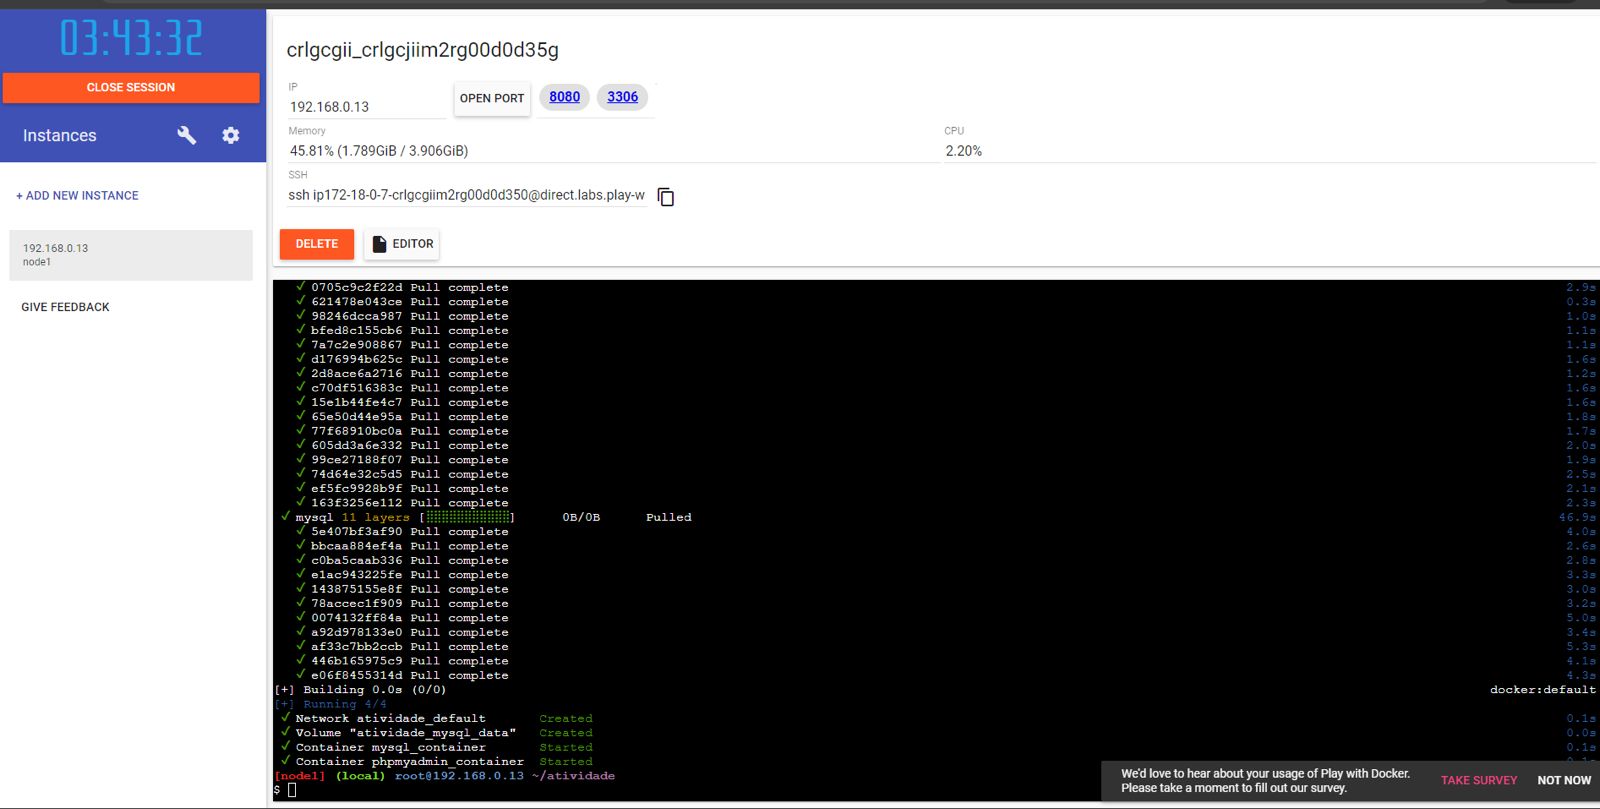 03:43:32
CLOSE SESSION
Instances
+ ADD NEW INSTANCE
192.168.0.13
node1
GIVE FEEDBACK
crlgcgii_crlgcjiim2rg00d0d35g
IP
192.168.0.13
OPEN PORT
8080
3306
Memory
45.81% (1.789GiB / 3.906GiB)
CPU
2.20%
SSH
ssh ip172-18-0-7-crlgcgiim2rg00d0d350@direct.labs.play-w
DELETE
EDITOR
✓ 0705c9c2f22d Pull complete 2.9s
✓ 621478e043ce Pull complete 0.3s
✓ 98246dcca987 Pull complete 1.0s
✓ bfed8c155cb6 Pull complete 1.1s
✓ 7a7c2e908867 Pull complete 1.1s
✓ d176994b625c Pull complete 1.6s
✓ 2d8ace6a2716 Pull complete 1.2s
✓ c70df516383c Pull complete 1.6s
✓ 15e1b44fe4c7 Pull complete 1.6s
✓ 65e50d44e95a Pull complete 1.8s
✓ 77f68910bc0a Pull complete 1.7s
✓ 605dd3a6e332 Pull complete 2.0s
✓ 99ce27188f07 Pull complete 1.9s
✓ 74d64e32c5d5 Pull complete 2.5s
✓ ef5fc9928b9f Pull complete 2.1s
✓ 163f3256e112 Pull complete 2.3s
✓ mysql 11 layers [⣿⣿⣿⣿⣿⣿⣿⣿⣿⣿⣿] 0B/0B Pulled 46.9s
✓ 5e407bf3af90 Pull complete 4.0s
✓ bbcaa884ef4a Pull complete 2.6s
✓ c0ba5caab336 Pull complete 2.8s
✓ e1ac943225fe Pull complete 3.3s
✓ 143875155e8f Pull complete 3.0s
✓ 78accec1f909 Pull complete 3.2s
✓ 0074132ff84a Pull complete 5.0s
✓ a92d978133e0 Pull complete 3.4s
✓ af33c7bb2ccb Pull complete 5.3s
✓ 446b165975c9 Pull complete 4.1s
✓ e06f8455314d Pull complete 4.3s
[+] Building 0.0s (0/0) docker:default
[+] Running 4/4
✓ Network atividade_default Created 0.1s
✓ Volume "atividade_mysql_data" Created 0.0s
✓ Container mysql_container Started 0.1s
✓ Container phpmyadmin_container Started
[node1] (local) root@192.168.0.13 ~/atividade
$
We'd love to hear about your usage of Play with Docker.
Please take a moment to fill out our survey.
TAKE SURVEY
NOT NOW